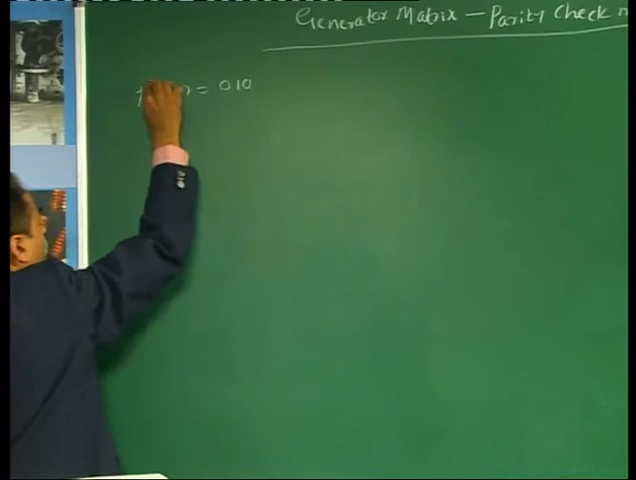 Generator Matrix - Parity Check
= 010